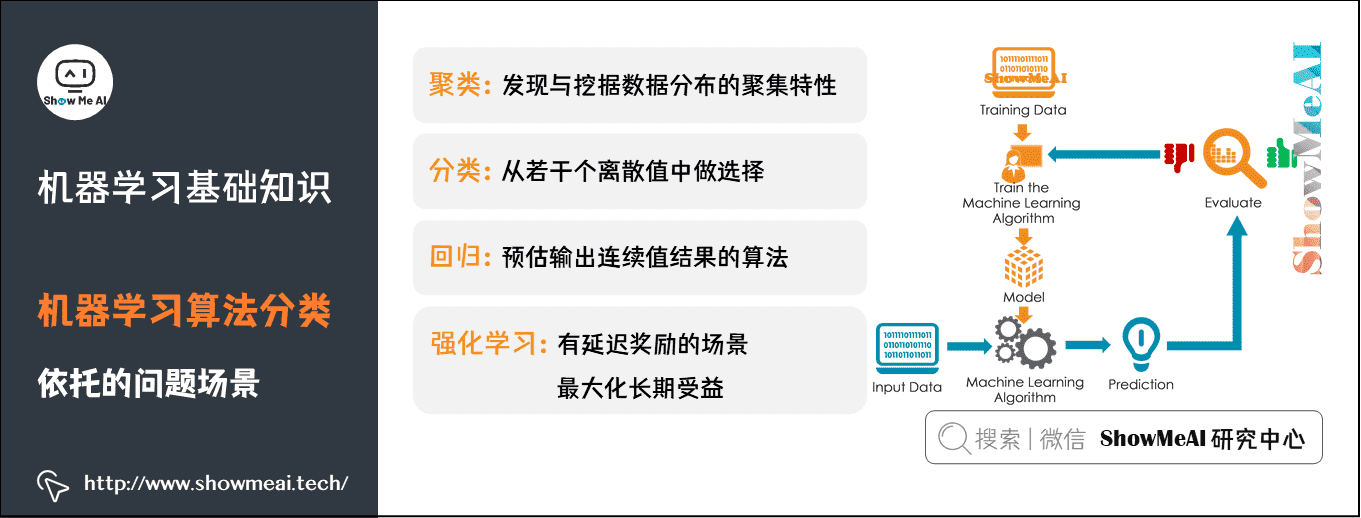 Show Me AI
机器学习基础知识
机器学习算法分类
依托的问题场景
http://www.showmeai.tech/
聚类: 发现与挖掘数据分布的聚集特性
分类: 从若干个离散值中做选择
回归: 预估输出连续值结果的算法
强化学习: 有延迟奖励的场景
最大化长期受益
1011110111011
011011010110
ShowMeAI
Training Data
Train the
Machine Learning
Algorithm
Evaluate
Model
1011110111011
011011010110
1011011011011
Input Data
Machine Learning
Algorithm
Prediction
ShowMeAI
搜索 | 微信 ShowMeAI 研究中心